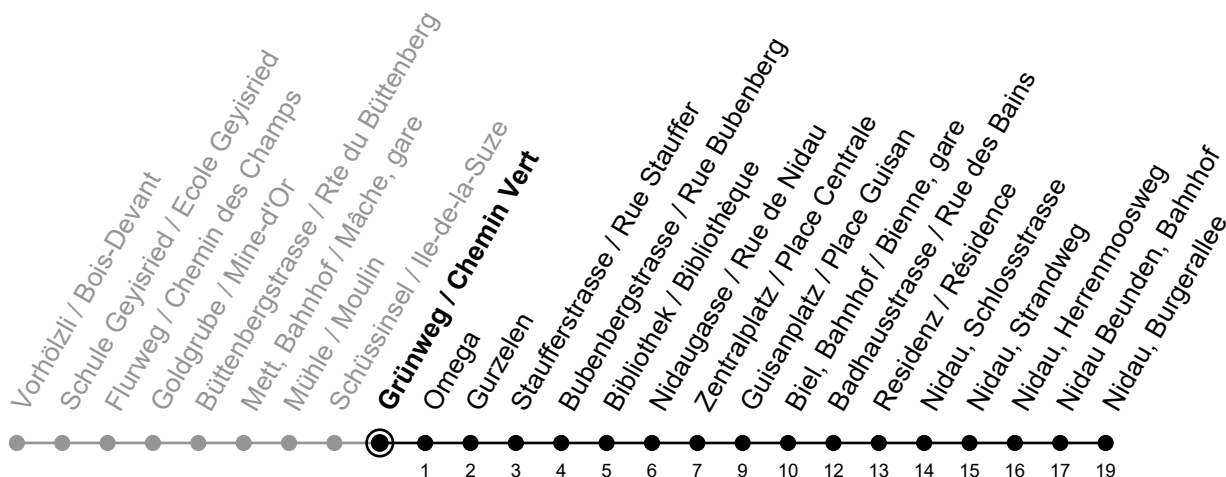 Vorhölzli / Bois-Devant
Schule Geyisried / Ecole Geyisried
Flurweg / Chemin des Champs
Goldgrube / Mine-d'Or
Büttenbergstrasse / Rte du Büttenberg
Mett, Bahnhof / Mâche, gare
Mühle / Moulin
Schüssinsel / Ile-de-la-Suze
Grünweg / Chemin Vert
Omega
Gurzelen
Staufferstrasse / Rue Stauffer
Bubenbergstrasse / Rue Bubenberg
Bibliothek / Bibliothèque
Nidaugasse / Rue de Nidau
Zentralplatz / Place Centrale
Guisanplatz / Place Guisan
Biel, Bahnhof / Bienne, gare
Badhausstrasse / Rue des Bains
Residenz / Résidence
Nidau, Schlossstrasse
Nidau, Strandweg
Nidau, Herrenmoosweg
Nidau Beunden, Bahnhof
Nidau, Burgerallee
1 2 3 4 5 6 7 9 10 12 13 14 15 16 17 19